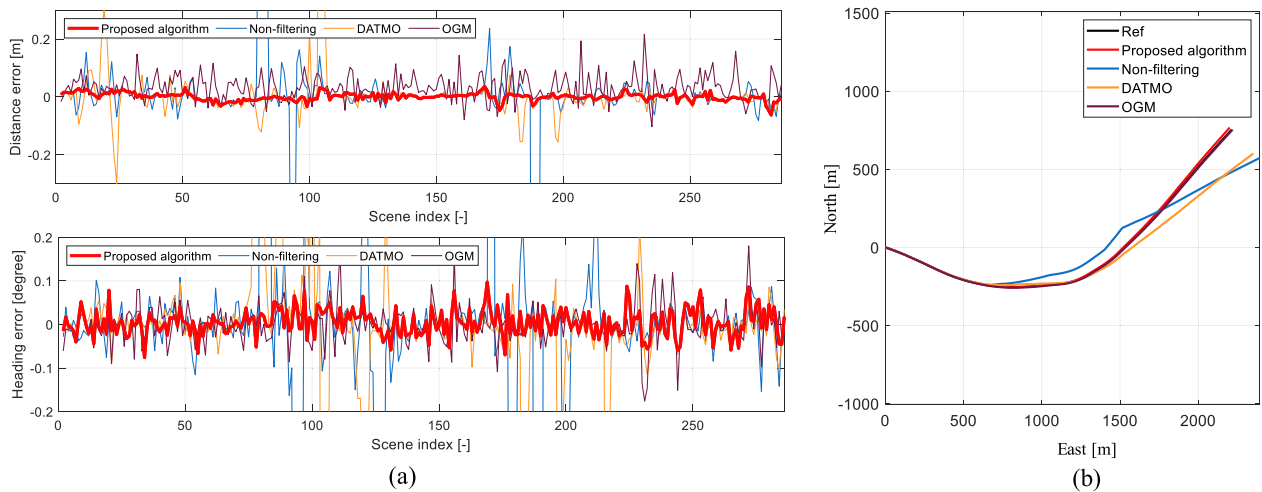 Proposed algorithm Non-filtering DATMO OGM
0.2
0
-0.2
Distance error [m]
0 50 100 150 200 250
Scene index [-]
Proposed algorithm Non-filtering DATMO OGM
0.2
0.1
0
-0.1
-0.2
Heading error [degree]
0 50 100 150 200 250
Scene index [-]
(a)
Ref
Proposed algorithm
Non-filtering
DATMO
OGM
1500
1000
500
0
-500
-1000
North [m]
0 500 1000 1500 2000
East [m]
(b)